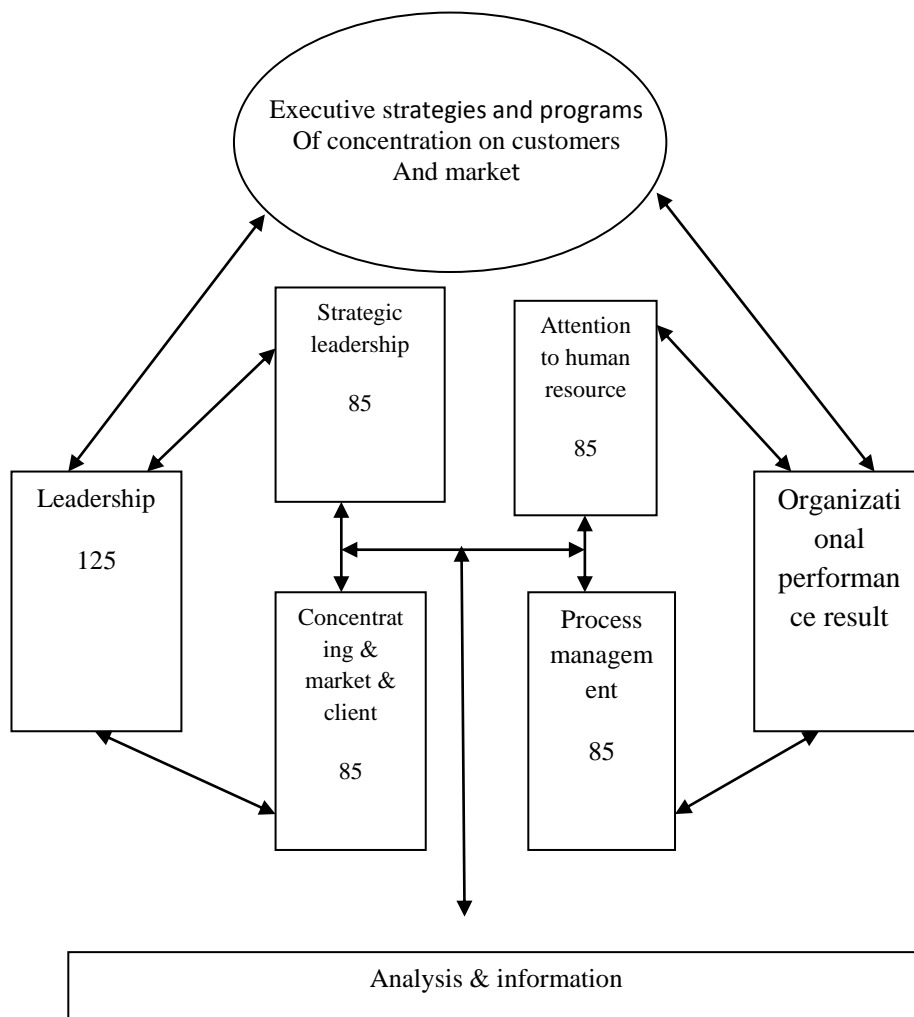 Executive strategies and programs
Of concentration on customers
And market
Strategic
leadership
85
Attention
to human
resource
85
Leadership
125
Organizati
onal
performan
ce result
Concentrat
ing &
market &
client
85
Process
managem
ent
85
Analysis & information